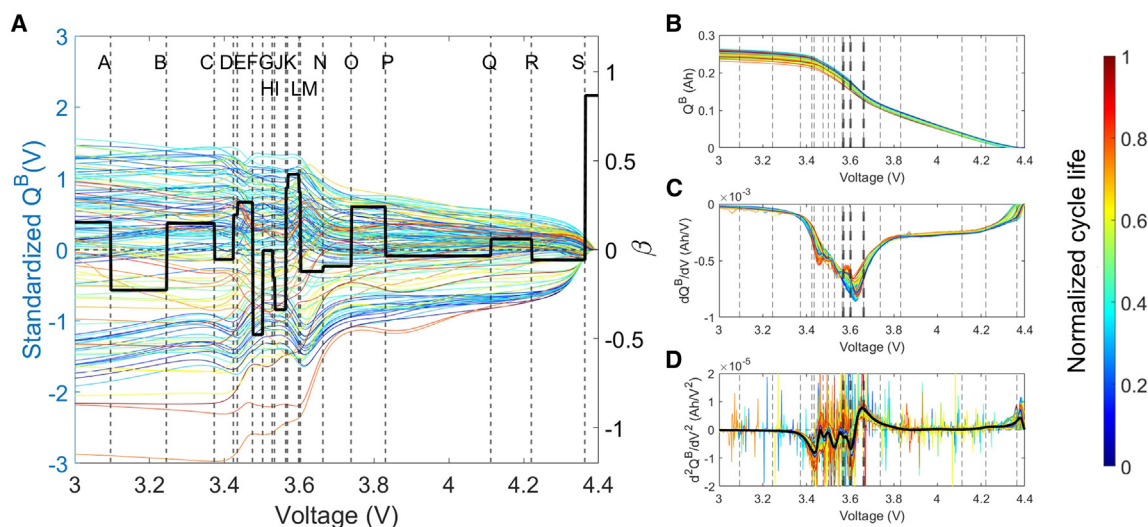 A
Standardized Q^B(V)
3
2
1
0
-1
-2
-3
A B C D E F G J K N O P Q R S
H I L M
1
0.5
0
-0.5
-1
β
3 3.2 3.4 3.6 3.8 4 4.2 4.4
Voltage (V)
B
Q^B (Ah)
0.3
0.2
0.1
0
3 3.2 3.4 3.6 3.8 4 4.2 4.4
Voltage (V)
C
×10^-3
dQ^B/dV (Ah/V)
0
-0.5
-1
3 3.2 3.4 3.6 3.8 4 4.2 4.4
Voltage (V)
D
×10^-5
d^2Q^B/dV^2 (Ah/V^2)
2
1
0
-1
-2
3 3.2 3.4 3.6 3.8 4 4.2 4.4
Voltage (V)
Normalized cycle life
1
0.8
0.6
0.4
0.2
0